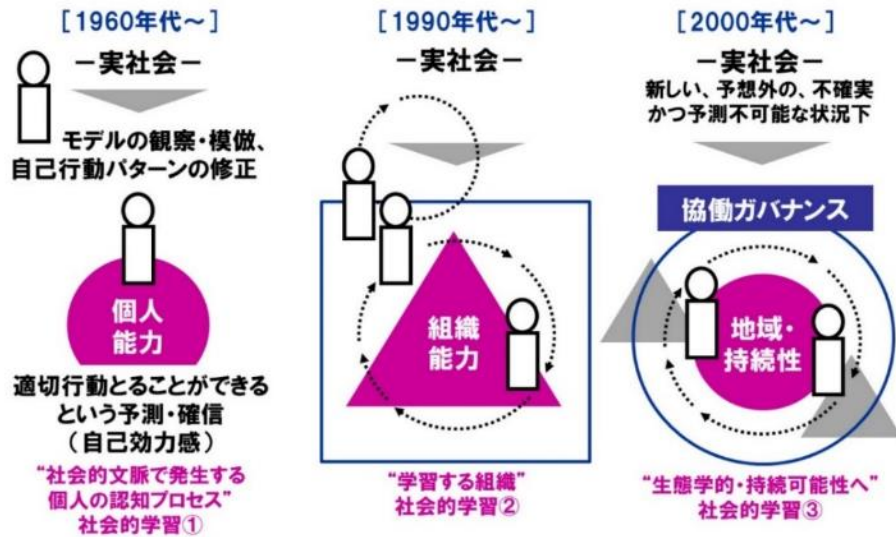 [1960年代～]
－実社会－
モデルの観察・模倣、
自己行動パターンの修正
個人
能力
適切行動とることができる
という予測・確信
（自己効力感）
“社会的文脈で発生する
個人の認知プロセス”
社会的学習①
[1990年代～]
－実社会－
組織
能力
“学習する組織”
社会的学習②
[2000年代～]
－実社会－
新しい、予想外の、不確実
かつ予測不可能な状況下
協働ガバナンス
地域・
持続性
“生態学的・持続可能性へ”
社会的学習③